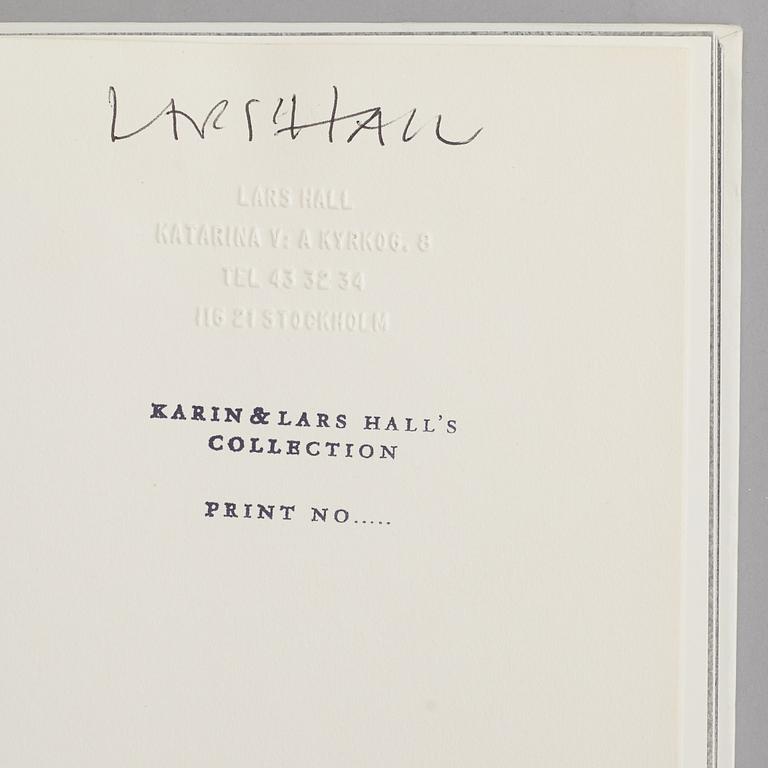 LARS HALL
LARS HALL
KATARINA V: A KYRKOG. 8
TEL 43 32 34
116 21 STOCKHOLM
KARIN & LARS HALL'S
COLLECTION
PRINT NO.....